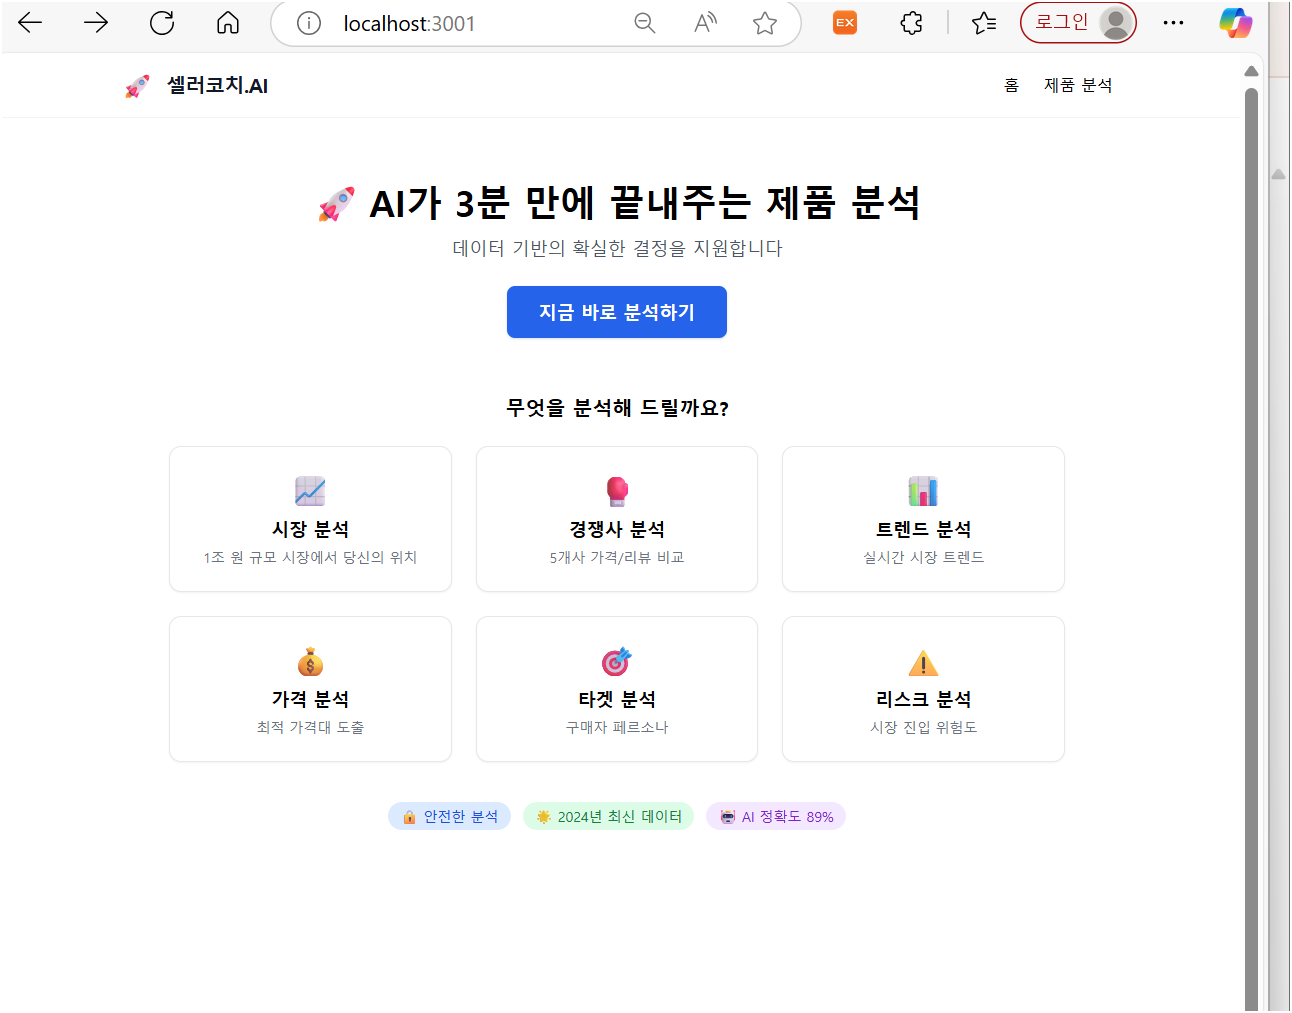 localhost:3001
EX
로그인
셀러코치.AI
홈 제품 분석
AI가 3분 만에 끝내주는 제품 분석
데이터 기반의 확실한 결정을 지원합니다
지금 바로 분석하기
무엇을 분석해 드릴까요?
시장 분석
1조 원 규모 시장에서 당신의 위치
경쟁사 분석
5개사 가격/리뷰 비교
트렌드 분석
실시간 시장 트렌드
가격 분석
최적 가격대 도출
타겟 분석
구매자 페르소나
리스크 분석
시장 진입 위험도
안전한 분석
2024년 최신 데이터
AI 정확도 89%